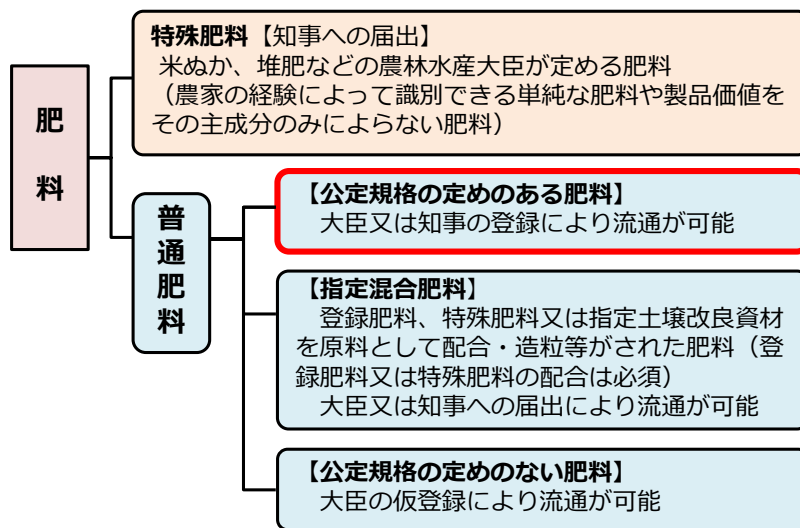 肥料
特殊肥料【知事への届出】
米ぬか、堆肥などの農林水産大臣が定める肥料
（農家の経験によって識別できる単純な肥料や製品価値を
その主成分のみによらない肥料）
普通肥料
【公定規格の定めのある肥料】
大臣又は知事の登録により流通が可能
【指定混合肥料】
登録肥料、特殊肥料又は指定土壌改良資材
を原料として配合・造粒等がされた肥料（登
録肥料又は特殊肥料の配合は必須）
大臣又は知事への届出により流通が可能
【公定規格の定めのない肥料】
大臣の仮登録により流通が可能